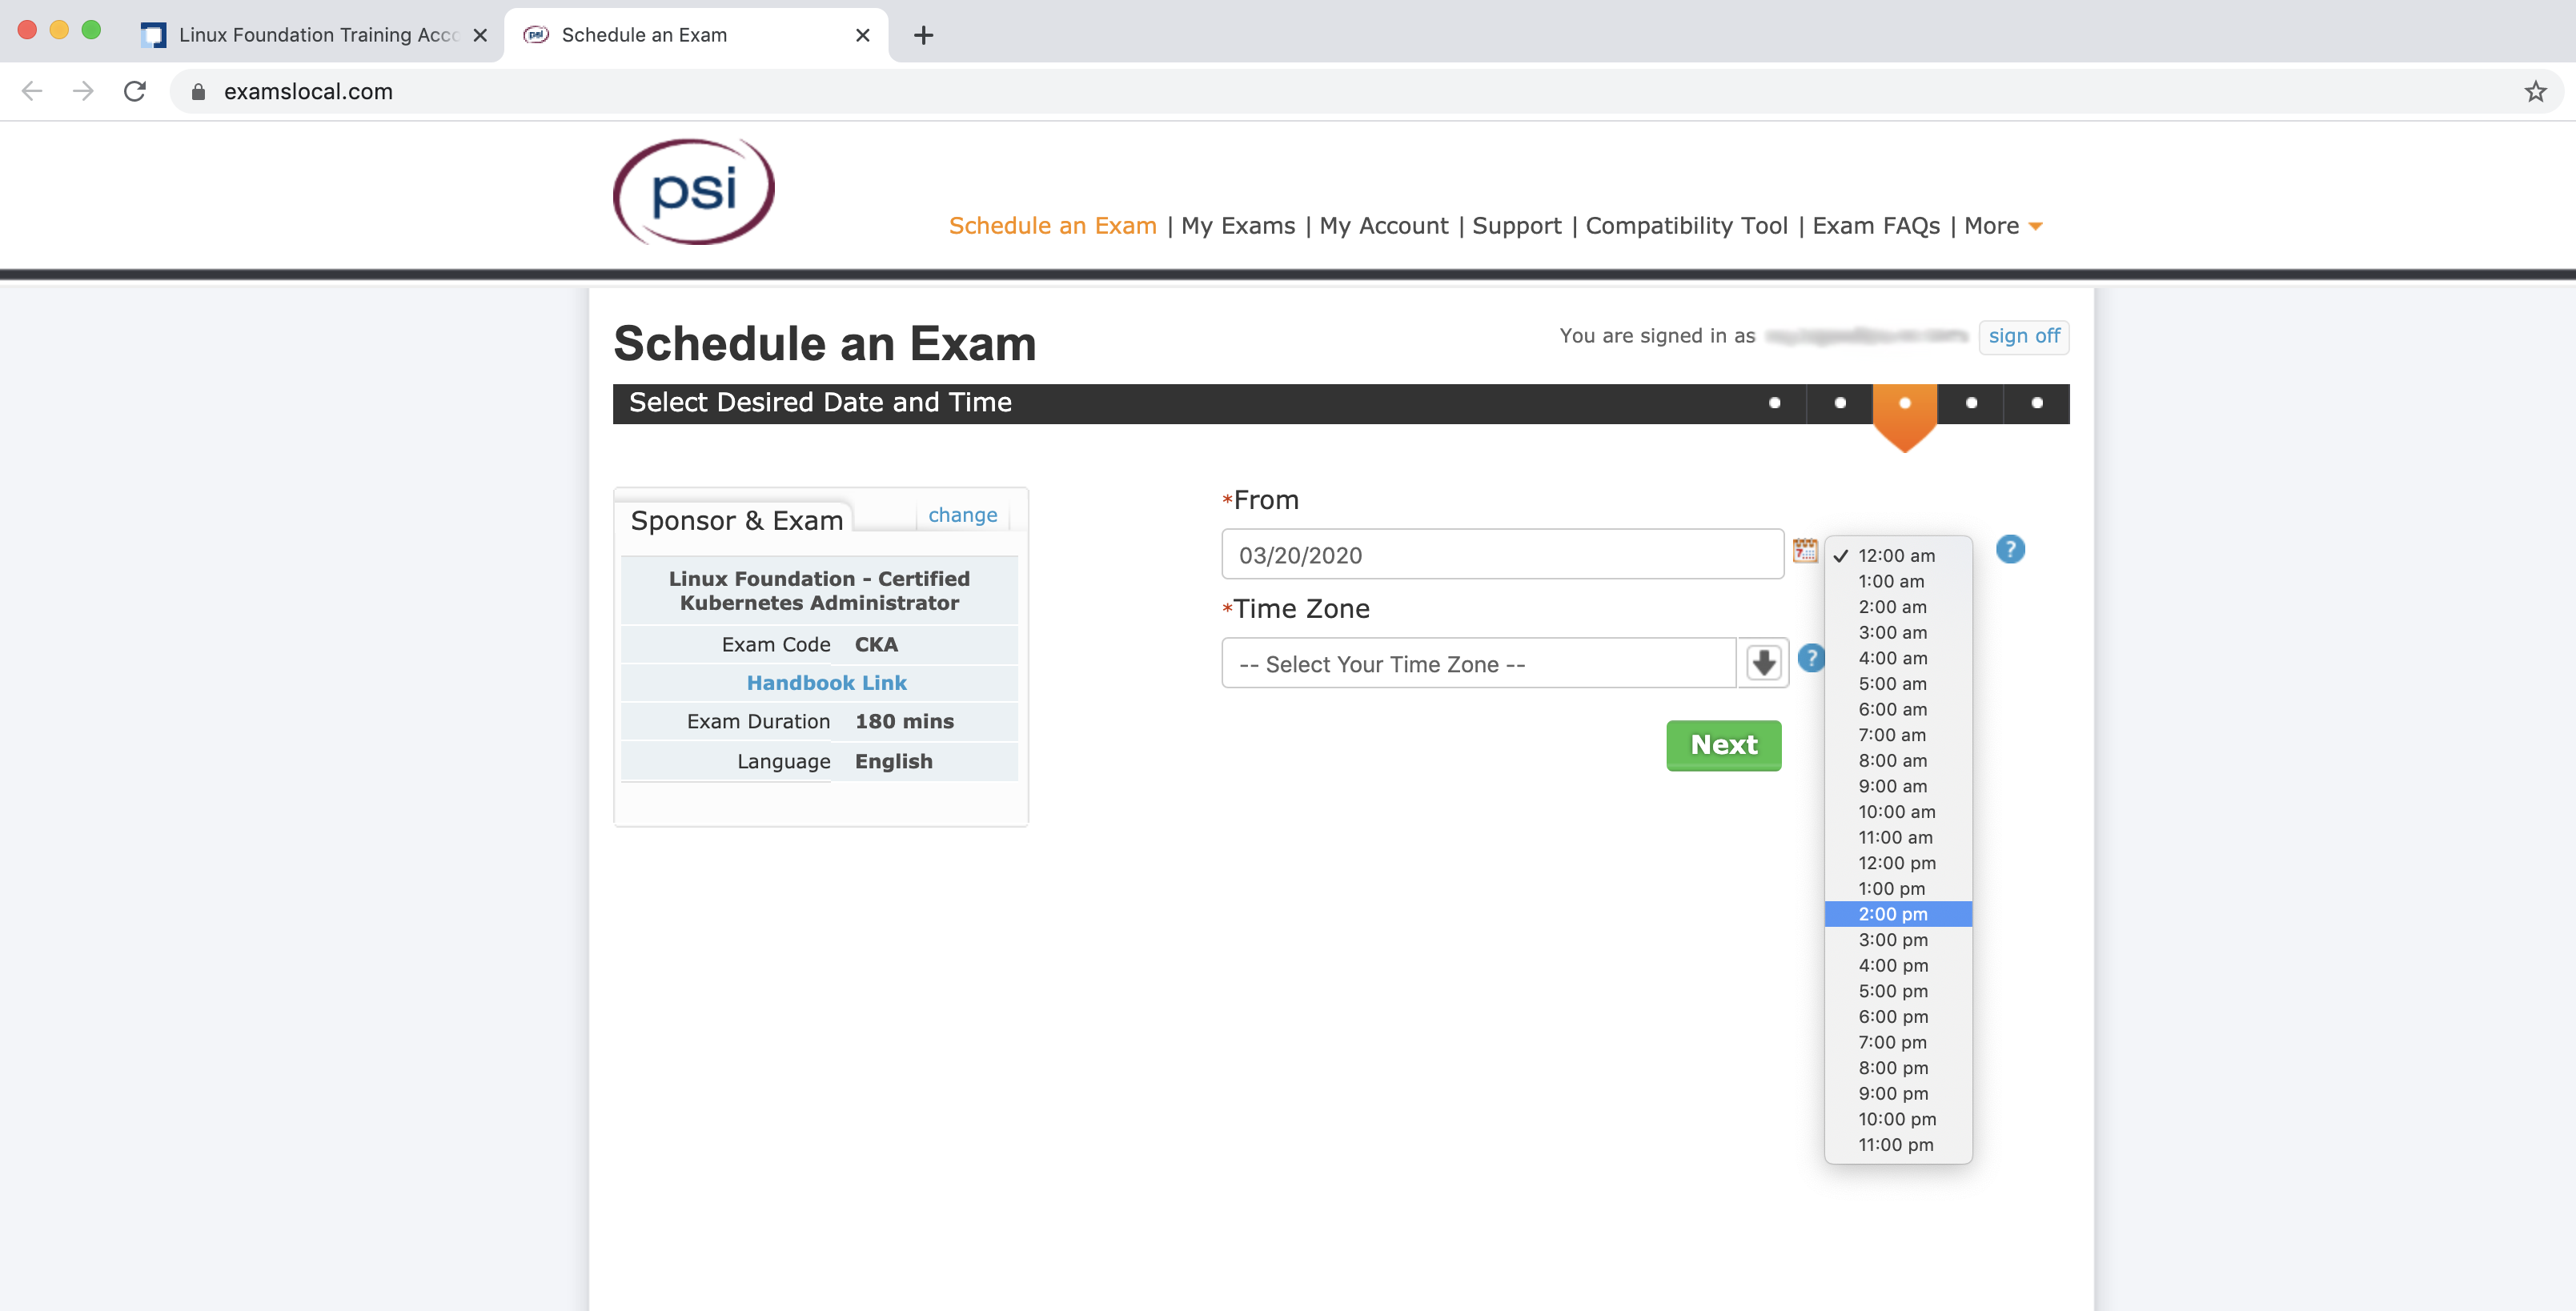 Linux Foundation Training Acc
Schedule an Exam
examslocal.com
psi
Schedule an Exam | My Exams | My Account | Support | Compatibility Tool | Exam FAQs | More
Schedule an Exam
You are signed in as
sign off
Select Desired Date and Time
Sponsor & Exam
change
Linux Foundation - Certified
Kubernetes Administrator
Exam Code CKA
Handbook Link
Exam Duration 180 mins
Language English
*From
03/20/2020
*Time Zone
-- Select Your Time Zone --
Next
12:00 am
1:00 am
2:00 am
3:00 am
4:00 am
5:00 am
6:00 am
7:00 am
8:00 am
9:00 am
10:00 am
11:00 am
12:00 pm
1:00 pm
2:00 pm
3:00 pm
4:00 pm
5:00 pm
6:00 pm
7:00 pm
8:00 pm
9:00 pm
10:00 pm
11:00 pm